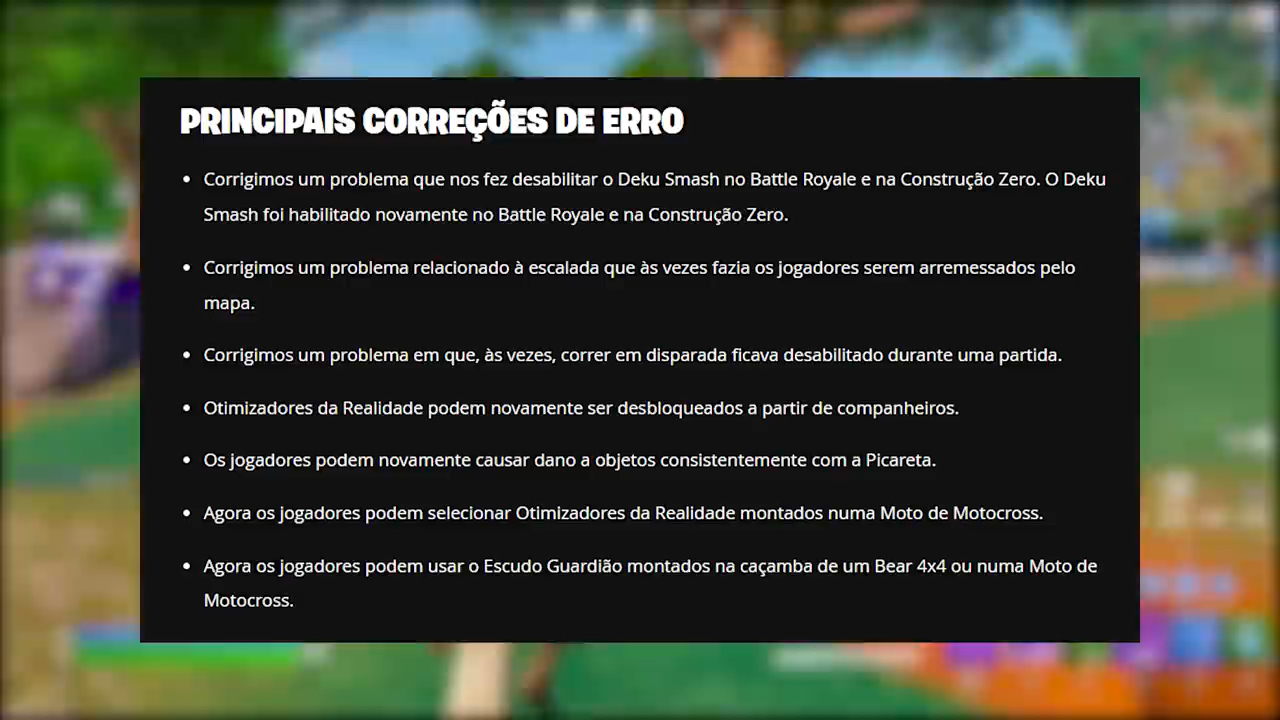 PRINCIPAIS CORREÇÕES DE ERRO
• Corrigimos um problema que nos fez desabilitar o Deku Smash no Battle Royale e na Construção Zero. O Deku
Smash foi habilitado novamente no Battle Royale e na Construção Zero.
• Corrigimos um problema relacionado à escalada que às vezes fazia os jogadores serem arremessados pelo
mapa.
• Corrigimos um problema em que, às vezes, correr em disparada ficava desabilitado durante uma partida.
• Otimizadores da Realidade podem novamente ser desbloqueados a partir de companheiros.
• Os jogadores podem novamente causar dano a objetos consistentemente com a Picareta.
• Agora os jogadores podem selecionar Otimizadores da Realidade montados numa Moto de Motocross.
• Agora os jogadores podem usar o Escudo Guardião montados na caçamba de um Bear 4x4 ou numa Moto de
Motocross.